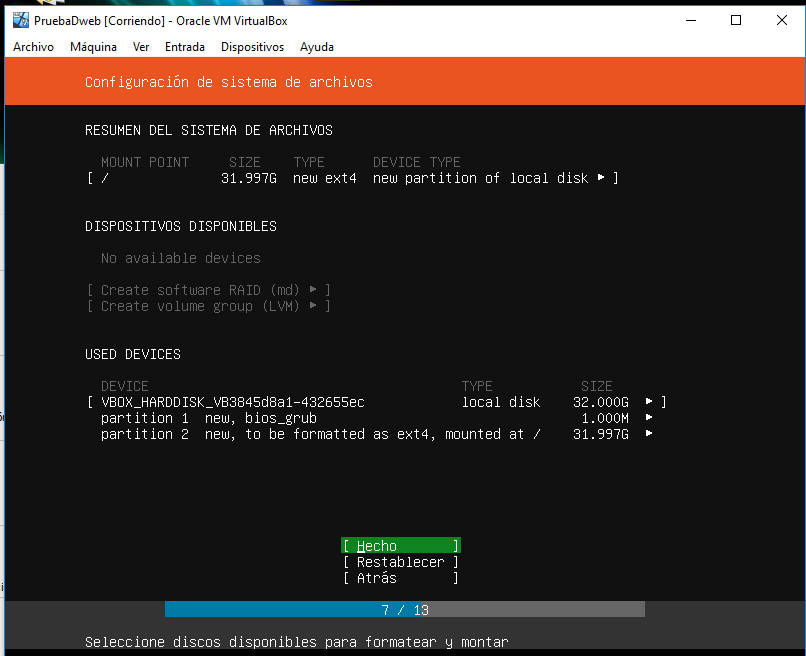 PruebaDweb [Corriendo] - Oracle VM VirtualBox
Archivo Máquina Ver Entrada Dispositivos Ayuda
Configuración de sistema de archivos
RESUMEN DEL SISTEMA DE ARCHIVOS
MOUNT POINT SIZE TYPE DEVICE TYPE
[ / 31.997G new ext4 new partition of local disk ▸ ]
DISPOSITIVOS DISPONIBLES
No available devices
[ Create software RAID (md) ▸ ]
[ Create volume group (LVM) ▸ ]
USED DEVICES
DEVICE TYPE SIZE
[ VBOX_HARDDISK_VB3845d8a1-432655ec local disk 32.000G ▸ ]
partition 1 new, bios_grub 1.000M ▸
partition 2 new, to be formatted as ext4, mounted at / 31.997G ▸
[ Hecho ]
[ Restablecer ]
[ Atrás ]
7 / 13
Seleccione discos disponibles para formatear y montar